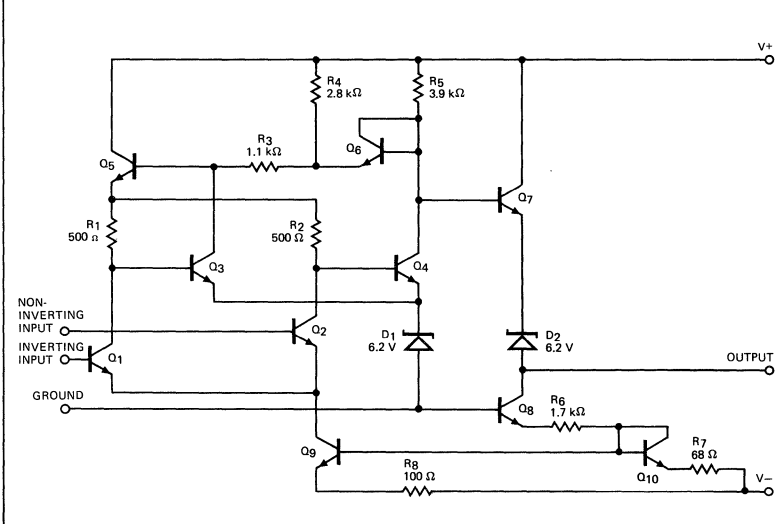 V+
R4
2.8 kΩ
R5
3.9 kΩ
R3
1.1 kΩ
Q6
Q5
Q7
R1
500 Ω
R2
500 Ω
Q3
Q4
NON-
INVERTING
INPUT
Q2
D1
6.2 V
D2
6.2 V
INVERTING
INPUT
Q1
OUTPUT
GROUND
Q8
R6
1.7 kΩ
Q9
R7
68 Ω
R8
100 Ω
Q10
V−